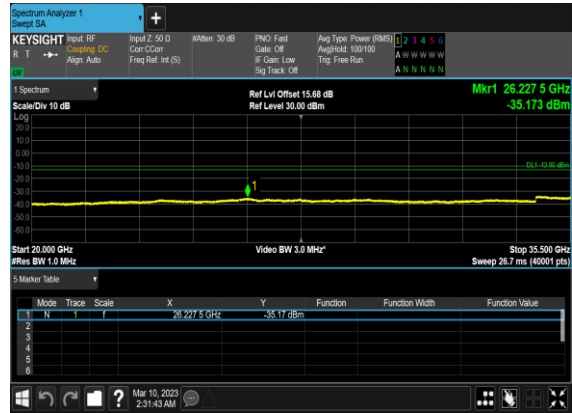 Spectrum Analyzer 1
Swept SA
+
KEYSIGHT Input: RF Input Z: 50 Ω #Atten: 30 dB PNO: Fast Avg Type: Power (RMS) 1 2 3 4 5 6
R T Coupling: DC Corr CCorr Gate: Off Avg|Hold: 100/100 A W W W W W
Align: Auto Freq Ref: Int (S) IF Gain: Low Trig: Free Run
Sig Track: Off A N N N N N
1 Spectrum Ref Lvl Offset 15.68 dB Mkr1 26.227 5 GHz
Scale/Div 10 dB Ref Level 30.00 dBm -35.173 dBm
Log
20.0
10.0
0.00
-10.0 DL1 -13.00 dBm
-20.0
-30.0 1
-40.0
-50.0
-60.0
Start 20.000 GHz Video BW 3.0 MHz* Stop 35.500 GHz
#Res BW 1.0 MHz Sweep 26.7 ms (40001 pts)
5 Marker Table
Mode Trace Scale X Y Function Function Width Function Value
1 N 1 f 26.227 5 GHz -35.17 dBm
2
3
4
5
6
? Mar 10, 2023
2:31:43 AM